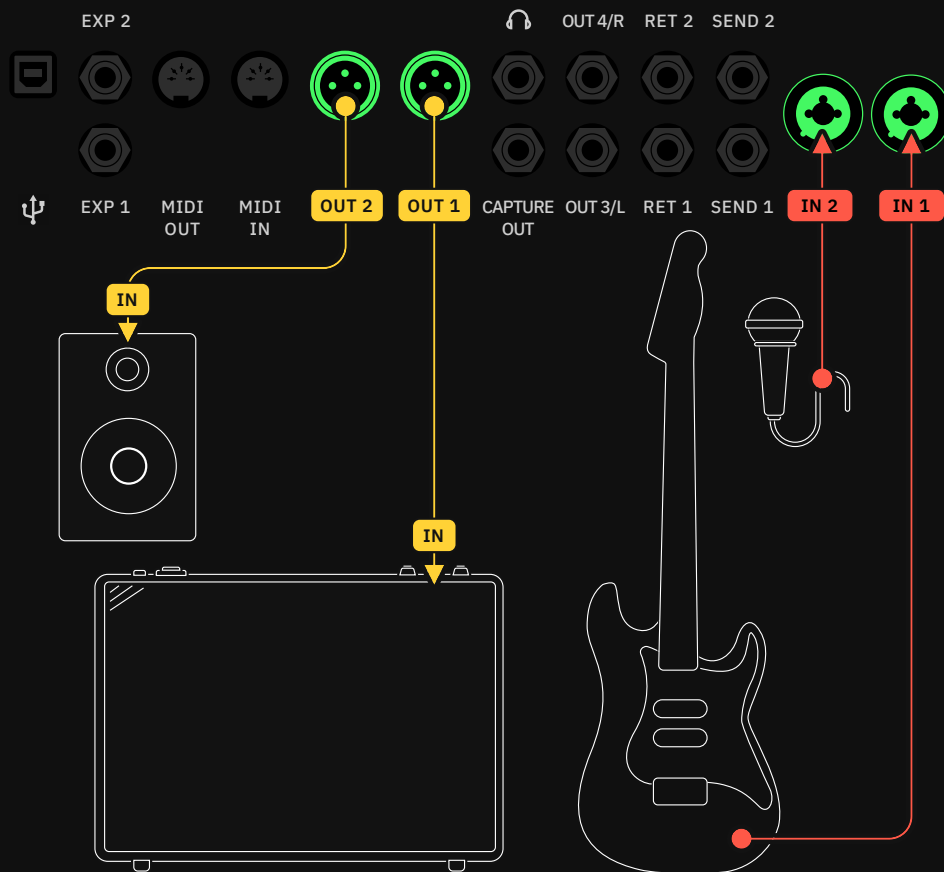 EXP 2
OUT 4/R
RET 2
SEND 2
EXP 1
MIDI
OUT
MIDI
IN
OUT 2
OUT 1
CAPTURE
OUT
OUT 3/L
RET 1
SEND 1
IN 2
IN 1
IN
IN